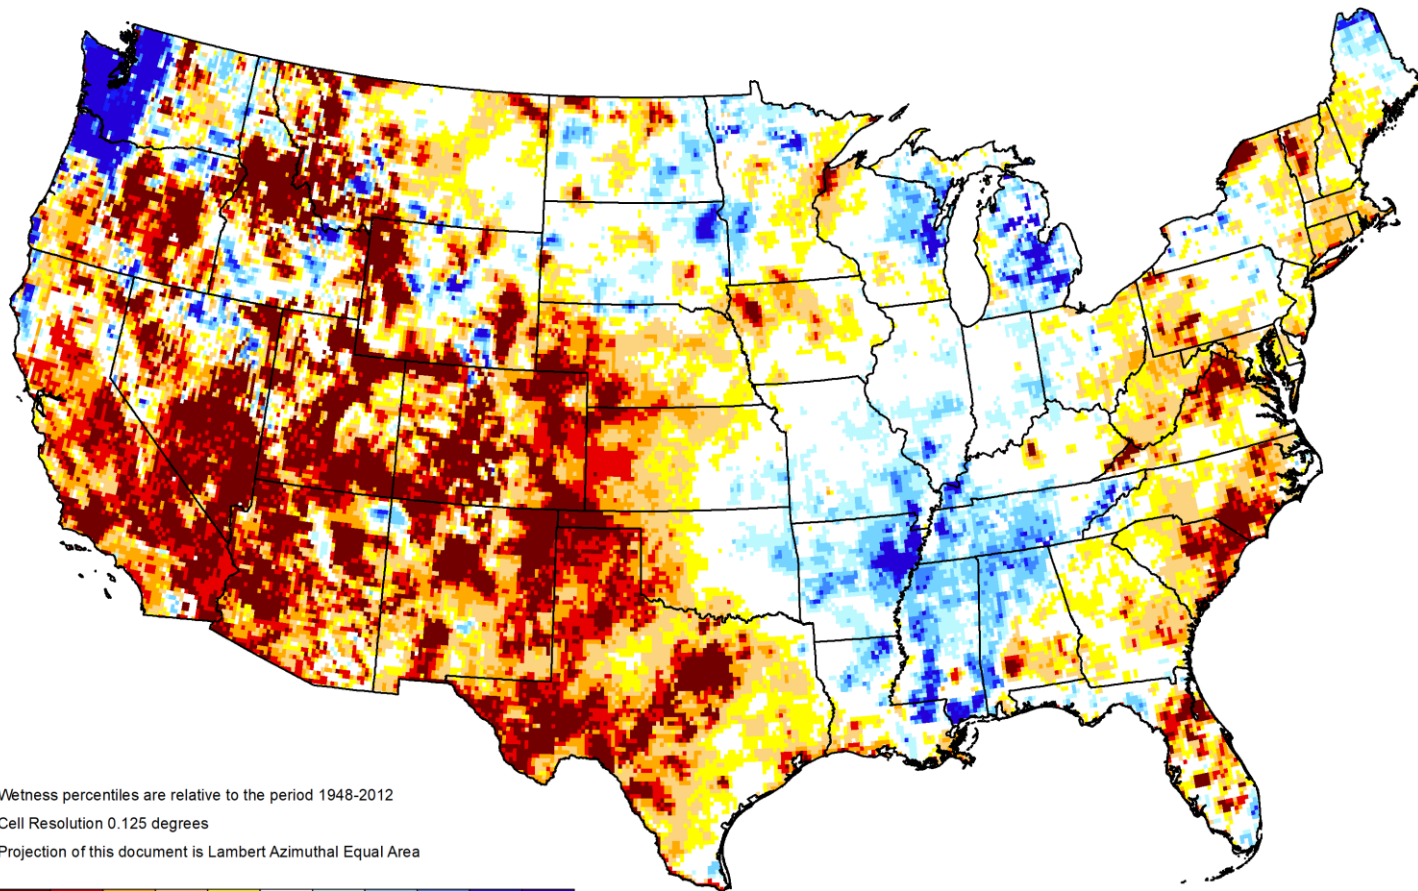 Wetness percentiles are relative to the period 1948-2012
Cell Resolution 0.125 degrees
Projection of this document is Lambert Azimuthal Equal Area